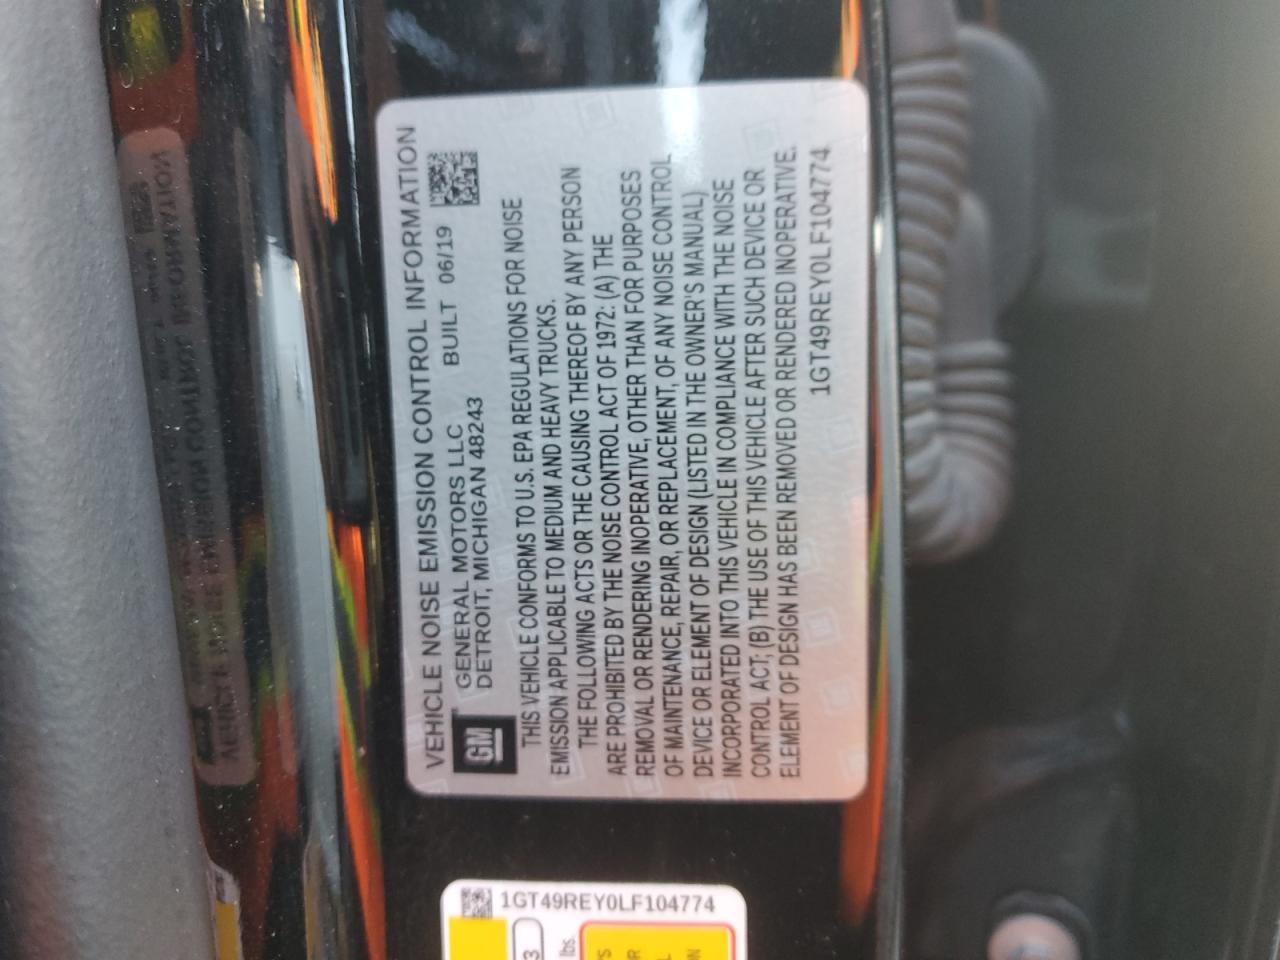 VEHICLE NOISE EMISSION CONTROL INFORMATION
GM
GENERAL MOTORS LLC BUILT 06/19
DETROIT, MICHIGAN 48243
THIS VEHICLE CONFORMS TO U.S. EPA REGULATIONS FOR NOISE
EMISSION APPLICABLE TO MEDIUM AND HEAVY TRUCKS.
THE FOLLOWING ACTS OR THE CAUSING THEREOF BY ANY PERSON
ARE PROHIBITED BY THE NOISE CONTROL ACT OF 1972: (A) THE
REMOVAL OR RENDERING INOPERATIVE, OTHER THAN FOR PURPOSES
OF MAINTENANCE, REPAIR, OR REPLACEMENT, OF ANY NOISE CONTROL
DEVICE OR ELEMENT OF DESIGN (LISTED IN THE OWNER'S MANUAL)
INCORPORATED INTO THIS VEHICLE IN COMPLIANCE WITH THE NOISE
CONTROL ACT; (B) THE USE OF THIS VEHICLE AFTER SUCH DEVICE OR
ELEMENT OF DESIGN HAS BEEN REMOVED OR RENDERED INOPERATIVE.
1GT49REY0LF104774
1GT49REY0LF104774
3
lbs.